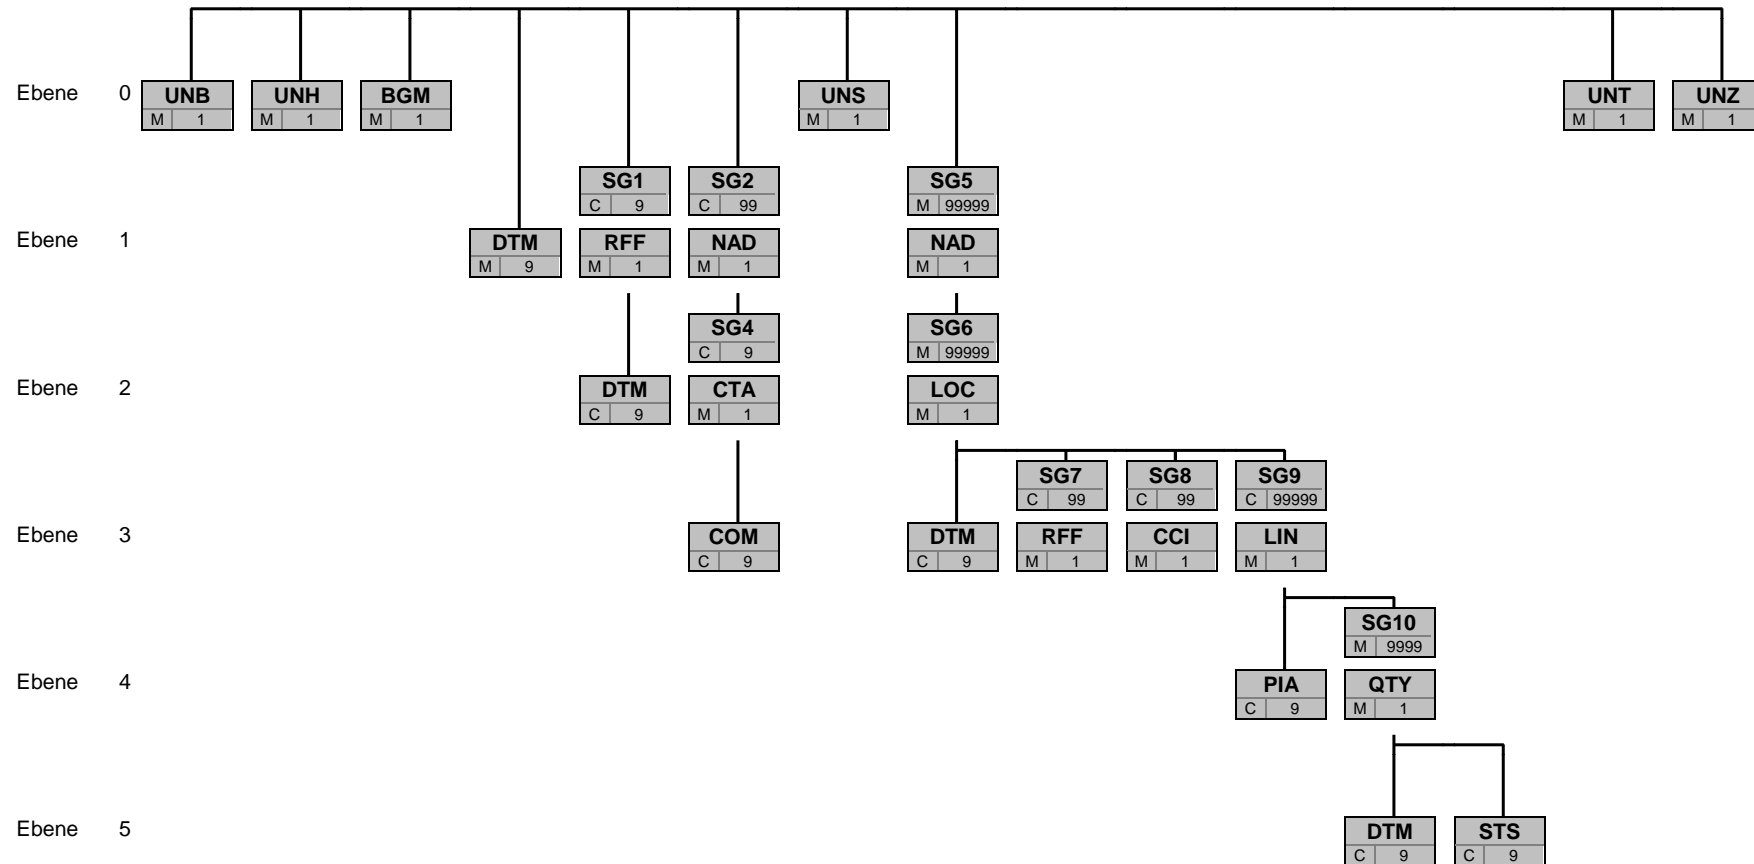 Ebene 0 UNB UNH BGM UNS UNT UNZ
M 1 M 1 M 1 M 1 M 1 M 1
SG1 SG2 SG5
C 9 C 99 M 99999
Ebene 1 DTM RFF NAD NAD
M 9 M 1 M 1 M 1
SG4 SG6
C 9 M 99999
Ebene 2 DTM CTA LOC
C 9 M 1 M 1
SG7 SG8 SG9
C 99 C 99 C 99999
Ebene 3 COM DTM RFF CCI LIN
C 9 C 9 M 1 M 1 M 1
SG10
M 9999
Ebene 4 PIA QTY
C 9 M 1
Ebene 5 DTM STS
C 9 C 9